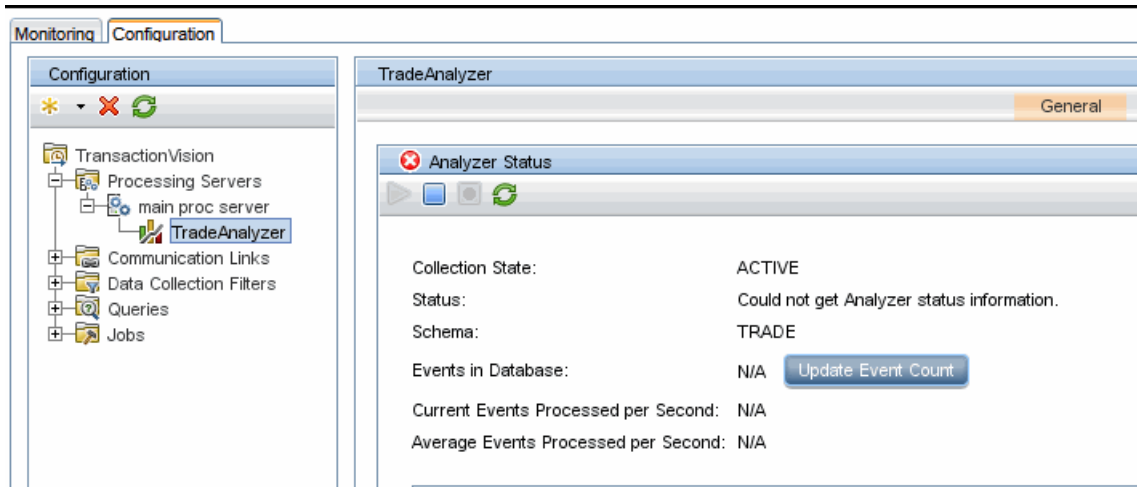 Monitoring Configuration
Configuration
TransactionVision
Processing Servers
main proc server
TradeAnalyzer
Communication Links
Data Collection Filters
Queries
Jobs
TradeAnalyzer
General
Analyzer Status
Collection State: ACTIVE
Status: Could not get Analyzer status information.
Schema: TRADE
Events in Database: N/A Update Event Count
Current Events Processed per Second: N/A
Average Events Processed per Second: N/A